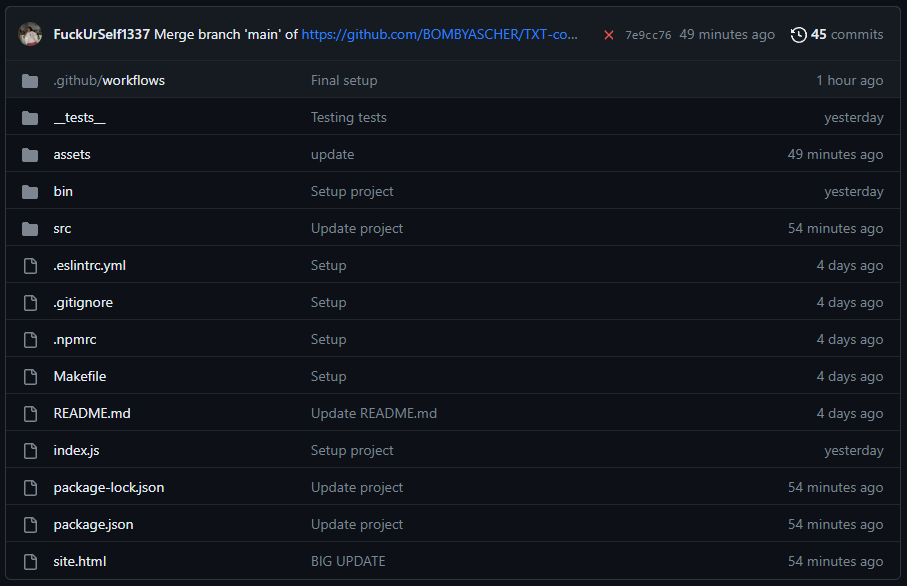 FuckUrSelf1337 Merge branch 'main' of https://github.com/BOMBYASCHER/TXT-co... 7e9cc76 49 minutes ago 45 commits
.github/workflows Final setup 1 hour ago
__tests__ Testing tests yesterday
assets update 49 minutes ago
bin Setup project yesterday
src Update project 54 minutes ago
.eslintrc.yml Setup 4 days ago
.gitignore Setup 4 days ago
.npmrc Setup 4 days ago
Makefile Setup 4 days ago
README.md Update README.md 4 days ago
index.js Setup project yesterday
package-lock.json Update project 54 minutes ago
package.json Update project 54 minutes ago
site.html BIG UPDATE 54 minutes ago